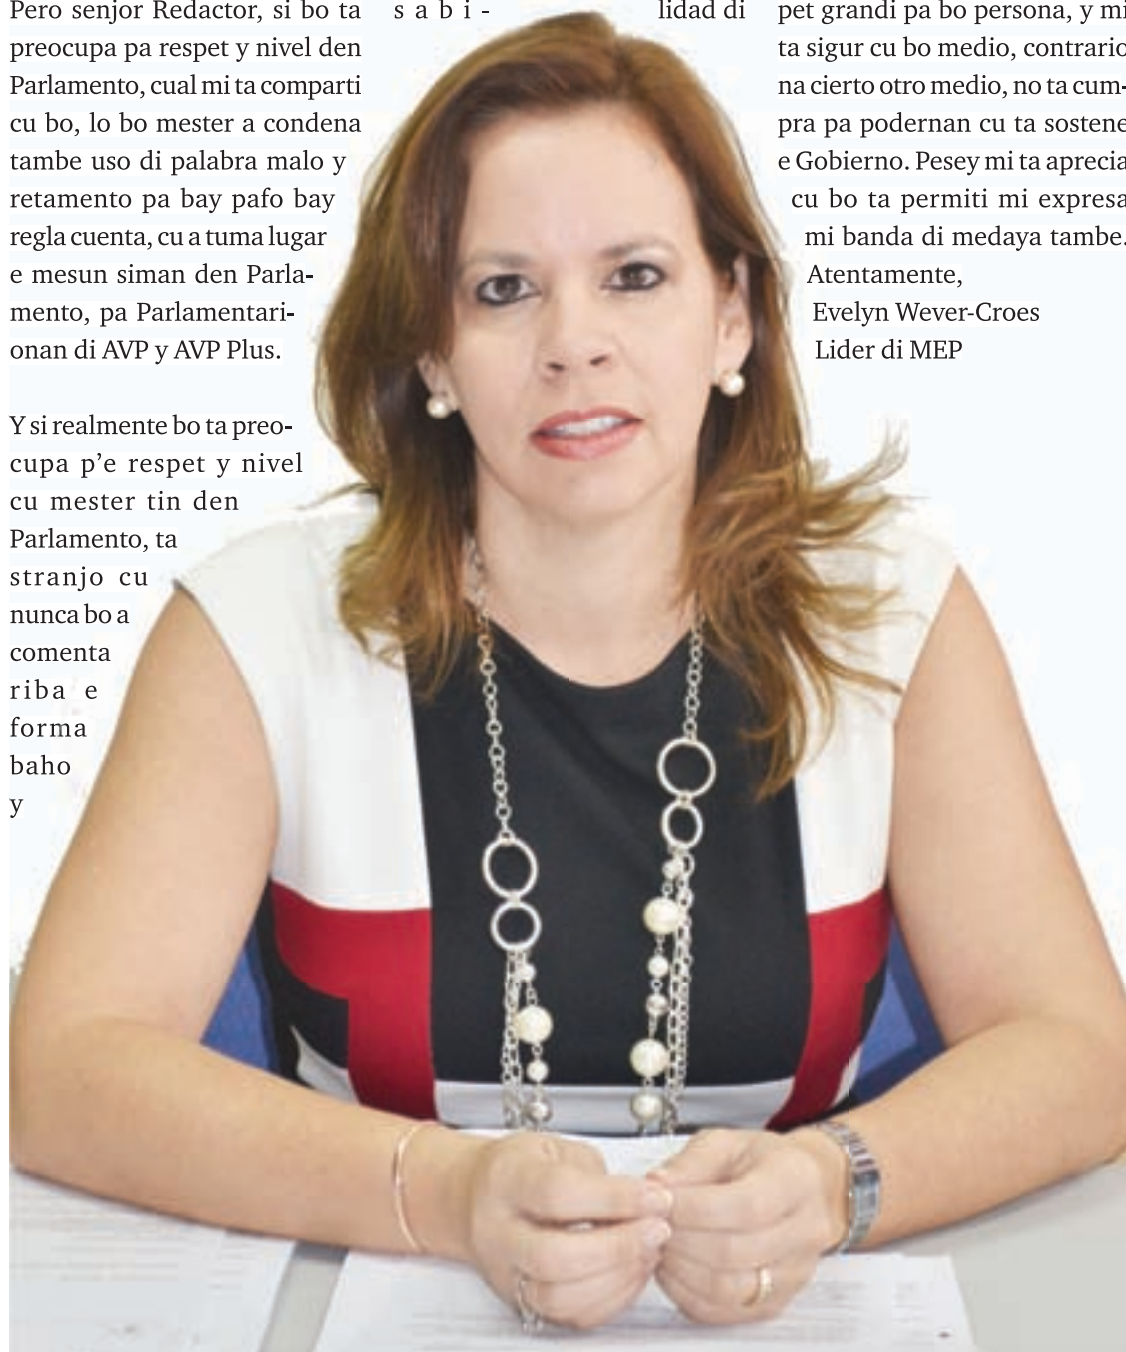 Pero senjor Redactor, si bo ta
preocupa pa respet y nivel den
Parlamento, cual mi ta comparti
cu bo, lo bo mester a condena
tambe uso di palabra malo y
retamento pa bay pafo bay
regla cuenta, cu a tuma lugar
e mesun siman den Parla-
mento, pa Parlamentari-
onan di AVP y AVP Plus.
Y si realmente bo ta preo-
cupa p'e respet y nivel
cu mester tin den
Parlamento, ta
stranjo cu
nunca bo a
comenta
riba e
forma
baho
y
sabi-
lidad di
pet grandi pa bo persona, y mi
ta sigur cu bo medio, contrario
na cierto otro medio, no ta cum-
pra pa podernan cu ta sostene
e Gobierno. Pesey mi ta aprecia
cu bo ta permiti mi expresa
mi banda di medaya tambe.
Atentamente,
Evelyn Wever-Croes
Lider di MEP